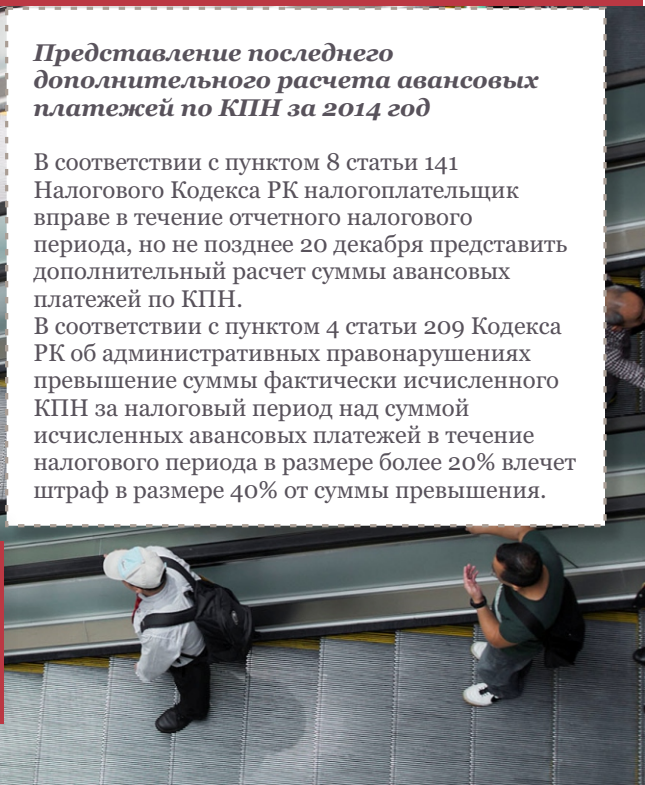 Представление последнего
дополнительного расчета авансовых
платежей по КПН за 2014 год
В соответствии с пунктом 8 статьи 141
Налогового Кодекса РК налогоплательщик
вправе в течение отчетного налогового
периода, но не позднее 20 декабря представить
дополнительный расчет суммы авансовых
платежей по КПН.
В соответствии с пунктом 4 статьи 209 Кодекса
РК об административных правонарушениях
превышение суммы фактически исчисленного
КПН за налоговый период над суммой
исчисленных авансовых платежей в течение
налогового периода в размере более 20% влечет
штраф в размере 40% от суммы превышения.